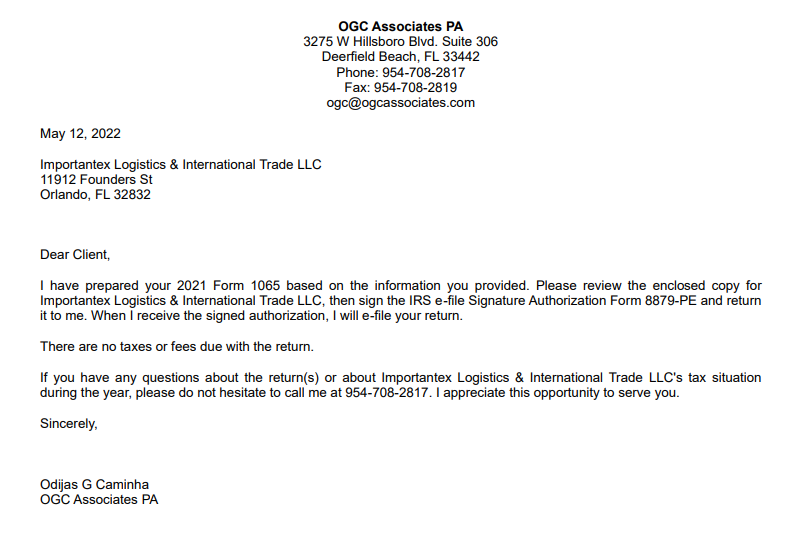 OGC Associates PA
3275 W Hillsboro Blvd. Suite 306
Deerfield Beach, FL 33442
Phone: 954-708-2817
Fax: 954-708-2819
ogc@ogcassociates.com
May 12, 2022
Importantex Logistics & International Trade LLC
11912 Founders St
Orlando, FL 32832
Dear Client,
I have prepared your 2021 Form 1065 based on the information you provided. Please review the enclosed copy for
Importantex Logistics & International Trade LLC, then sign the IRS e-file Signature Authorization Form 8879-PE and return
it to me. When I receive the signed authorization, I will e-file your return.
There are no taxes or fees due with the return.
If you have any questions about the return(s) or about Importantex Logistics & International Trade LLC's tax situation
during the year, please do not hesitate to call me at 954-708-2817. I appreciate this opportunity to serve you.
Sincerely,
Odijas G Caminha
OGC Associates PA